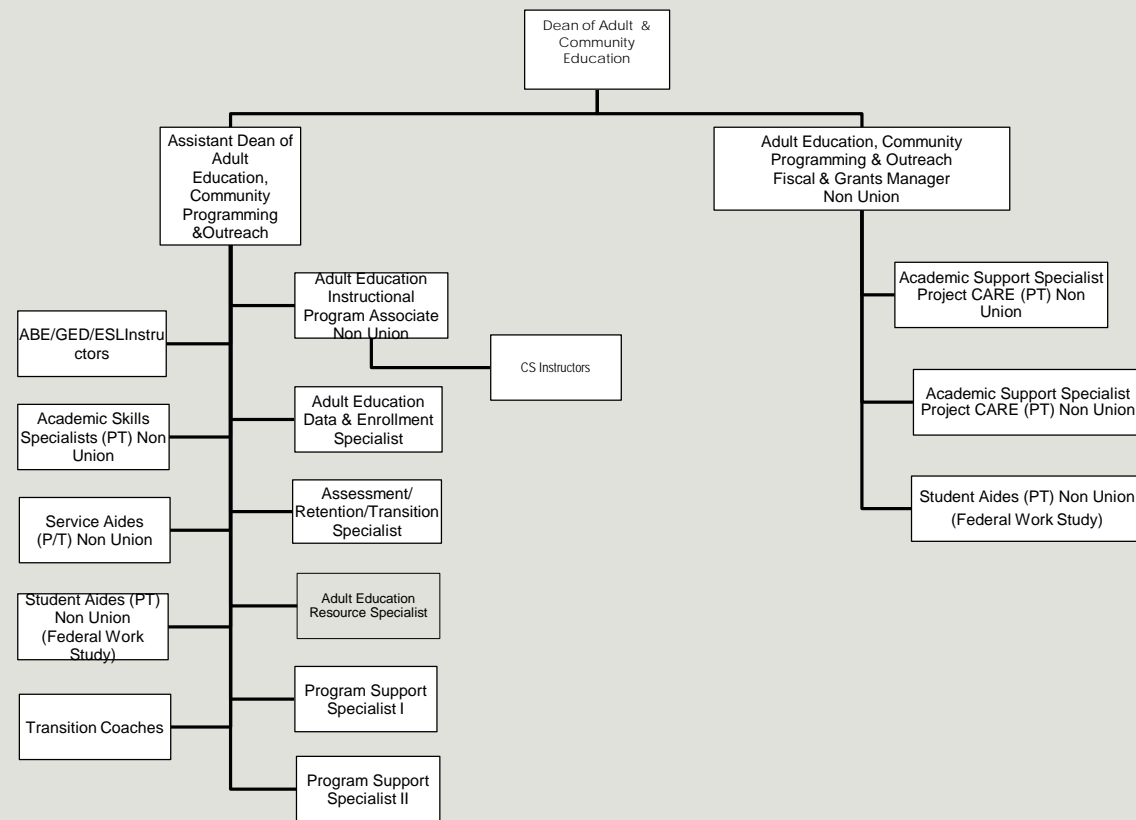 Dean of Adult &
Community
Education
Assistant Dean of
Adult
Education,
Community
Programming
&Outreach
Adult Education, Community
Programming & Outreach
Fiscal & Grants Manager
Non Union
Adult Education
Instructional
Program Associate
Non Union
Academic Support Specialist
Project CARE (PT) Non
Union
ABE/GED/ESLInstru
ctors
CS Instructors
Adult Education
Data & Enrollment
Specialist
Academic Support Specialist
Project CARE (PT) Non Union
Academic Skills
Specialists (PT) Non
Union
Assessment/
Retention/Transition
Specialist
Student Aides (PT) Non Union
(Federal Work Study)
Service Aides
(P/T) Non Union
Adult Education
Resource Specialist
Student Aides (PT)
Non Union
(Federal Work
Study)
Program Support
Specialist I
Transition Coaches
Program Support
Specialist II